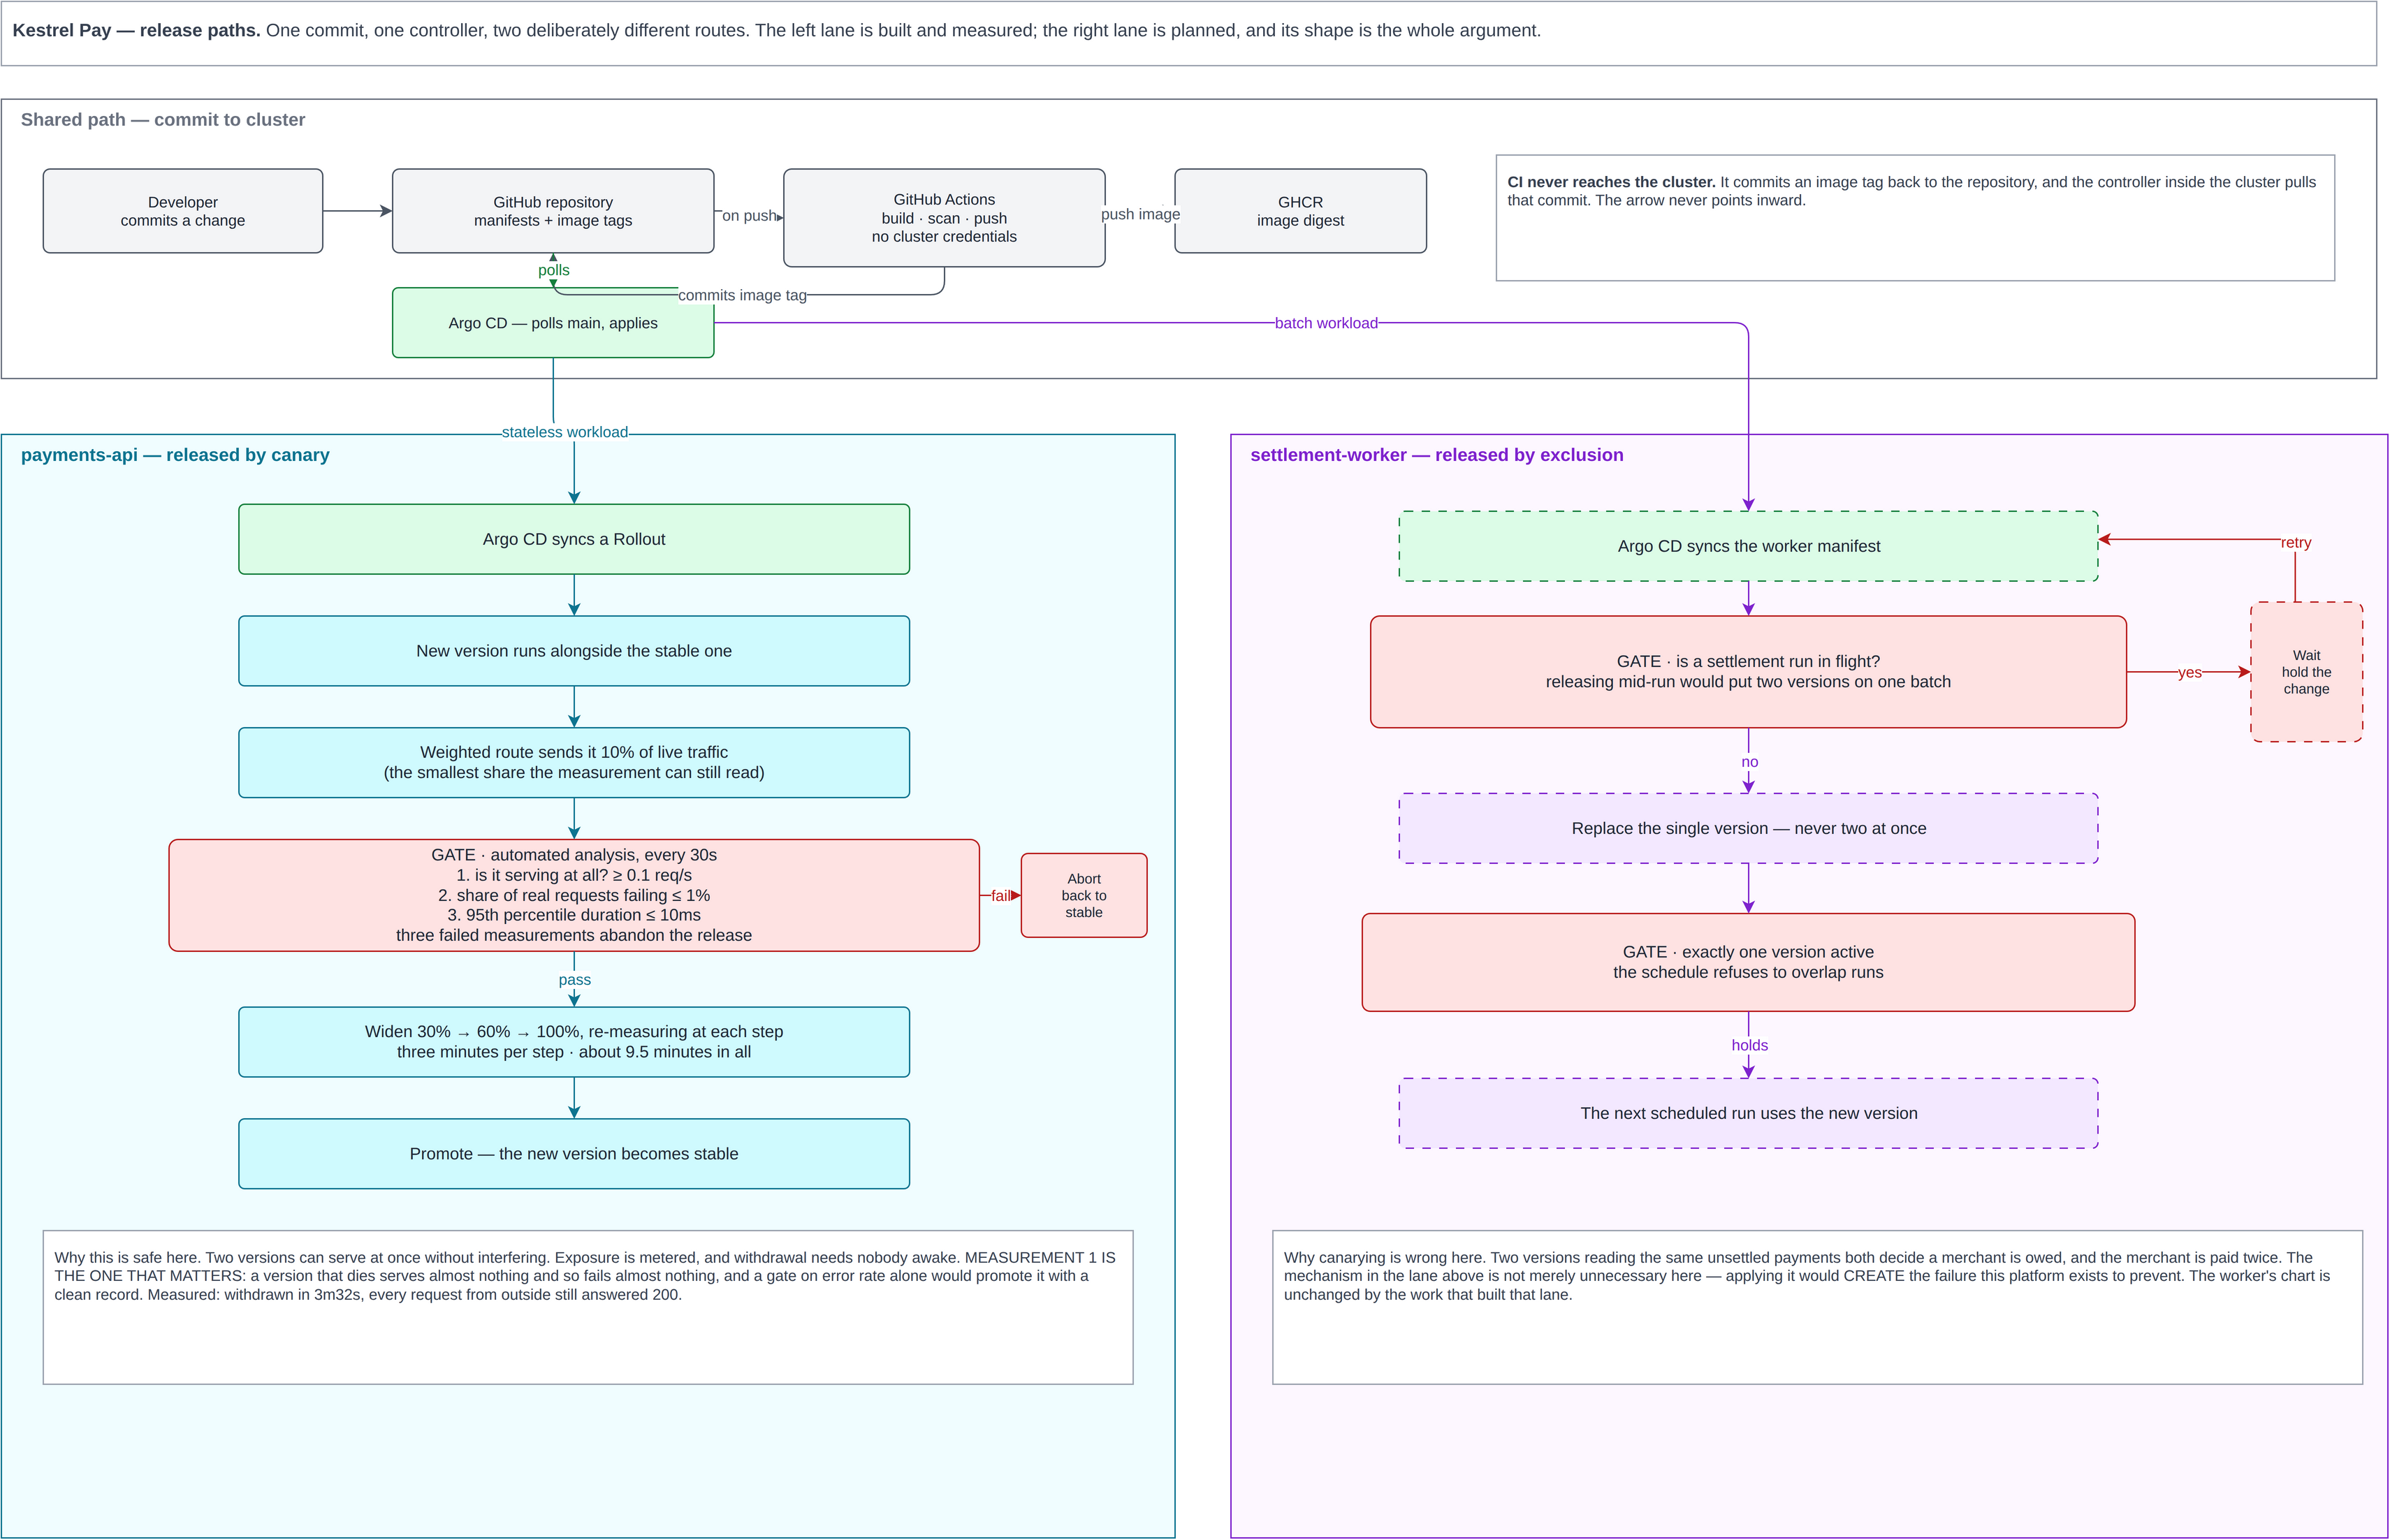 Kestrel Pay — release paths. One commit, one controller, two deliberately different routes. The left lane is built and measured; the right lane is planned, and its shape is the whole argument.
Shared path — commit to cluster
Developer
commits a change
GitHub repository
manifests + image tags
on push
GitHub Actions
build · scan · push
no cluster credentials
push image
GHCR
image digest
CI never reaches the cluster. It commits an image tag back to the repository, and the controller inside the cluster pulls
that commit. The arrow never points inward.
polls
commits image tag
Argo CD — polls main, applies
batch workload
stateless workload
payments-api — released by canary
Argo CD syncs a Rollout
New version runs alongside the stable one
Weighted route sends it 10% of live traffic
(the smallest share the measurement can still read)
GATE · automated analysis, every 30s
1. is it serving at all? ≥ 0.1 req/s
2. share of real requests failing ≤ 1%
3. 95th percentile duration ≤ 10ms
three failed measurements abandon the release
fail
Abort
back to
stable
pass
Widen 30% → 60% → 100%, re-measuring at each step
three minutes per step · about 9.5 minutes in all
Promote — the new version becomes stable
Why this is safe here. Two versions can serve at once without interfering. Exposure is metered, and withdrawal needs nobody awake. MEASUREMENT 1 IS
THE ONE THAT MATTERS: a version that dies serves almost nothing and so fails almost nothing, and a gate on error rate alone would promote it with a
clean record. Measured: withdrawn in 3m32s, every request from outside still answered 200.
settlement-worker — released by exclusion
Argo CD syncs the worker manifest
retry
GATE · is a settlement run in flight?
releasing mid-run would put two versions on one batch
yes
Wait
hold the
change
no
Replace the single version — never two at once
GATE · exactly one version active
the schedule refuses to overlap runs
holds
The next scheduled run uses the new version
Why canarying is wrong here. Two versions reading the same unsettled payments both decide a merchant is owed, and the merchant is paid twice. The
mechanism in the lane above is not merely unnecessary here — applying it would CREATE the failure this platform exists to prevent. The worker's chart is
unchanged by the work that built that lane.